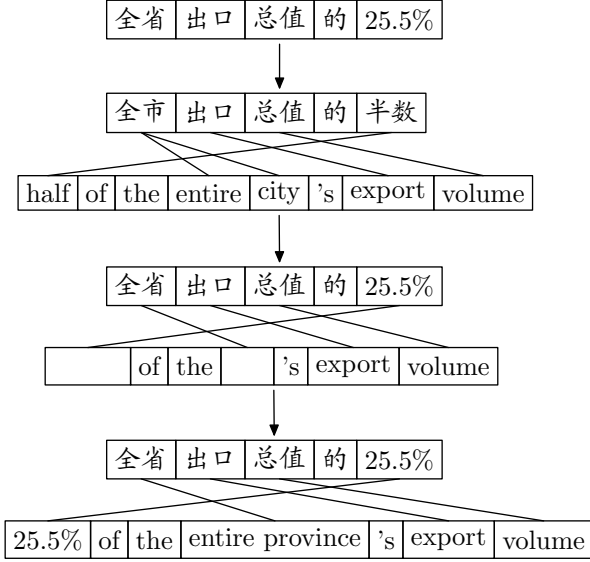 全省 出口 总值 的 25.5%
全市 出口 总值 的 半数
half of the entire city 's export volume
全省 出口 总值 的 25.5%
of the 's export volume
全省 出口 总值 的 25.5%
25.5% of the entire province 's export volume